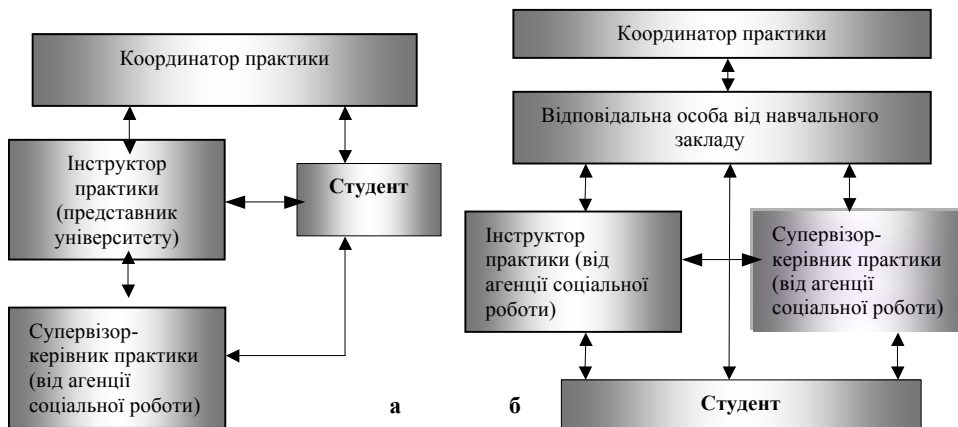 Координатор практики
Інструктор
практики
(представник
університету)
Студент
Супервізор-
керівник практики
(від агенції
соціальної роботи)
а
Координатор практики
Відповідальна особа від навчального
закладу
Інструктор
практики (від
агенції соціальної
роботи)
Супервізор-
керівник практики
(від агенції
соціальної роботи)
б
Студент